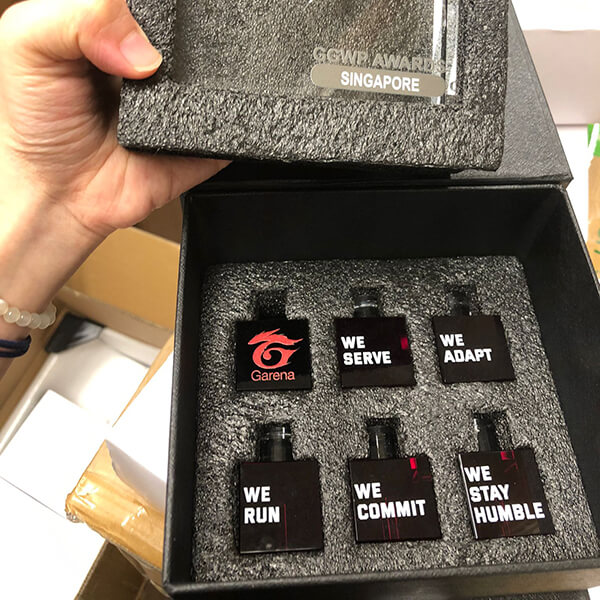 GGWP AWARDS
SINGAPORE
Garena
WE
SERVE
WE
ADAPT
WE
RUN
WE
COMMIT
WE
STAY
HUMBLE